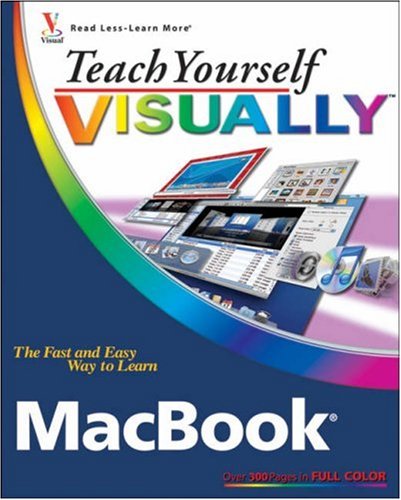 Visual
Read Less-Learn More®
Teach Yourself
VISUALLY™
The Fast and Easy
Way to Learn
MacBook®
Over 300 Pages in FULL COLOR